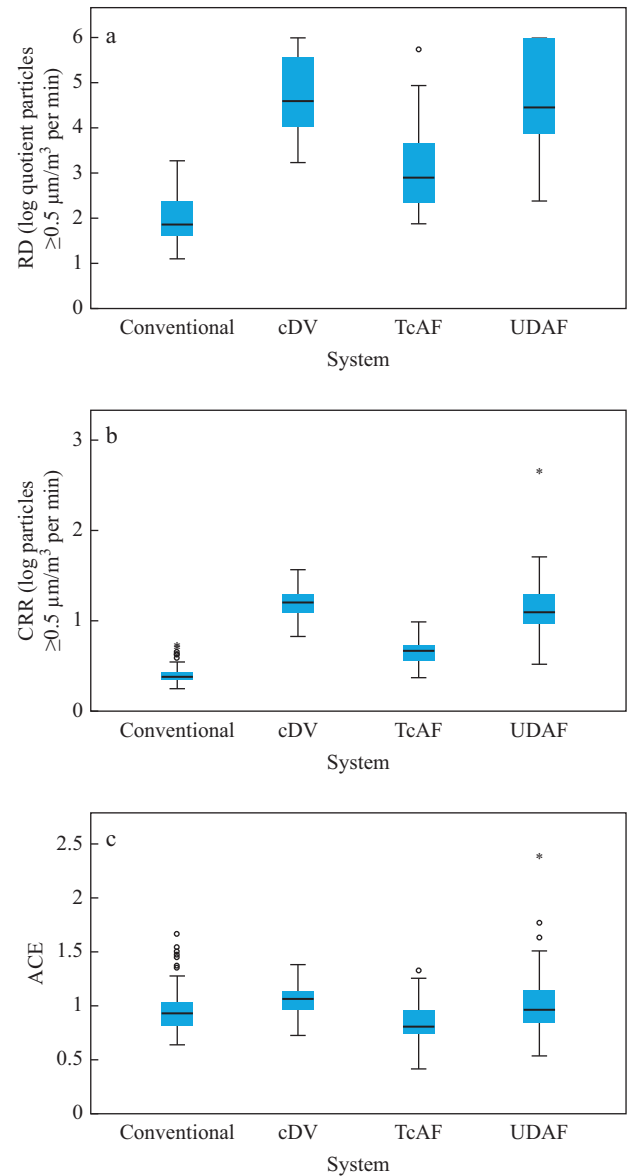 a
RD (log quotient particles
≥0.5 μm/m³ per min)
6
5
4
3
2
1
0
Conventional cDV TcAF UDAF
System
b
CRR (log particles
≥0.5 μm/m³ per min)
3
2
1
0
Conventional cDV TcAF UDAF
System
c
ACE
2.5
2
1.5
1
0.5
0
Conventional cDV TcAF UDAF
System